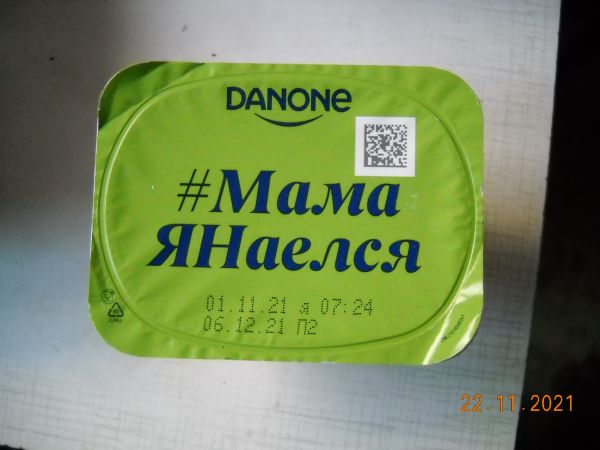 DANONE
#Мама
ЯНаелся
01.11.21 я 07:24
06.12.21 П2
22.11.2021